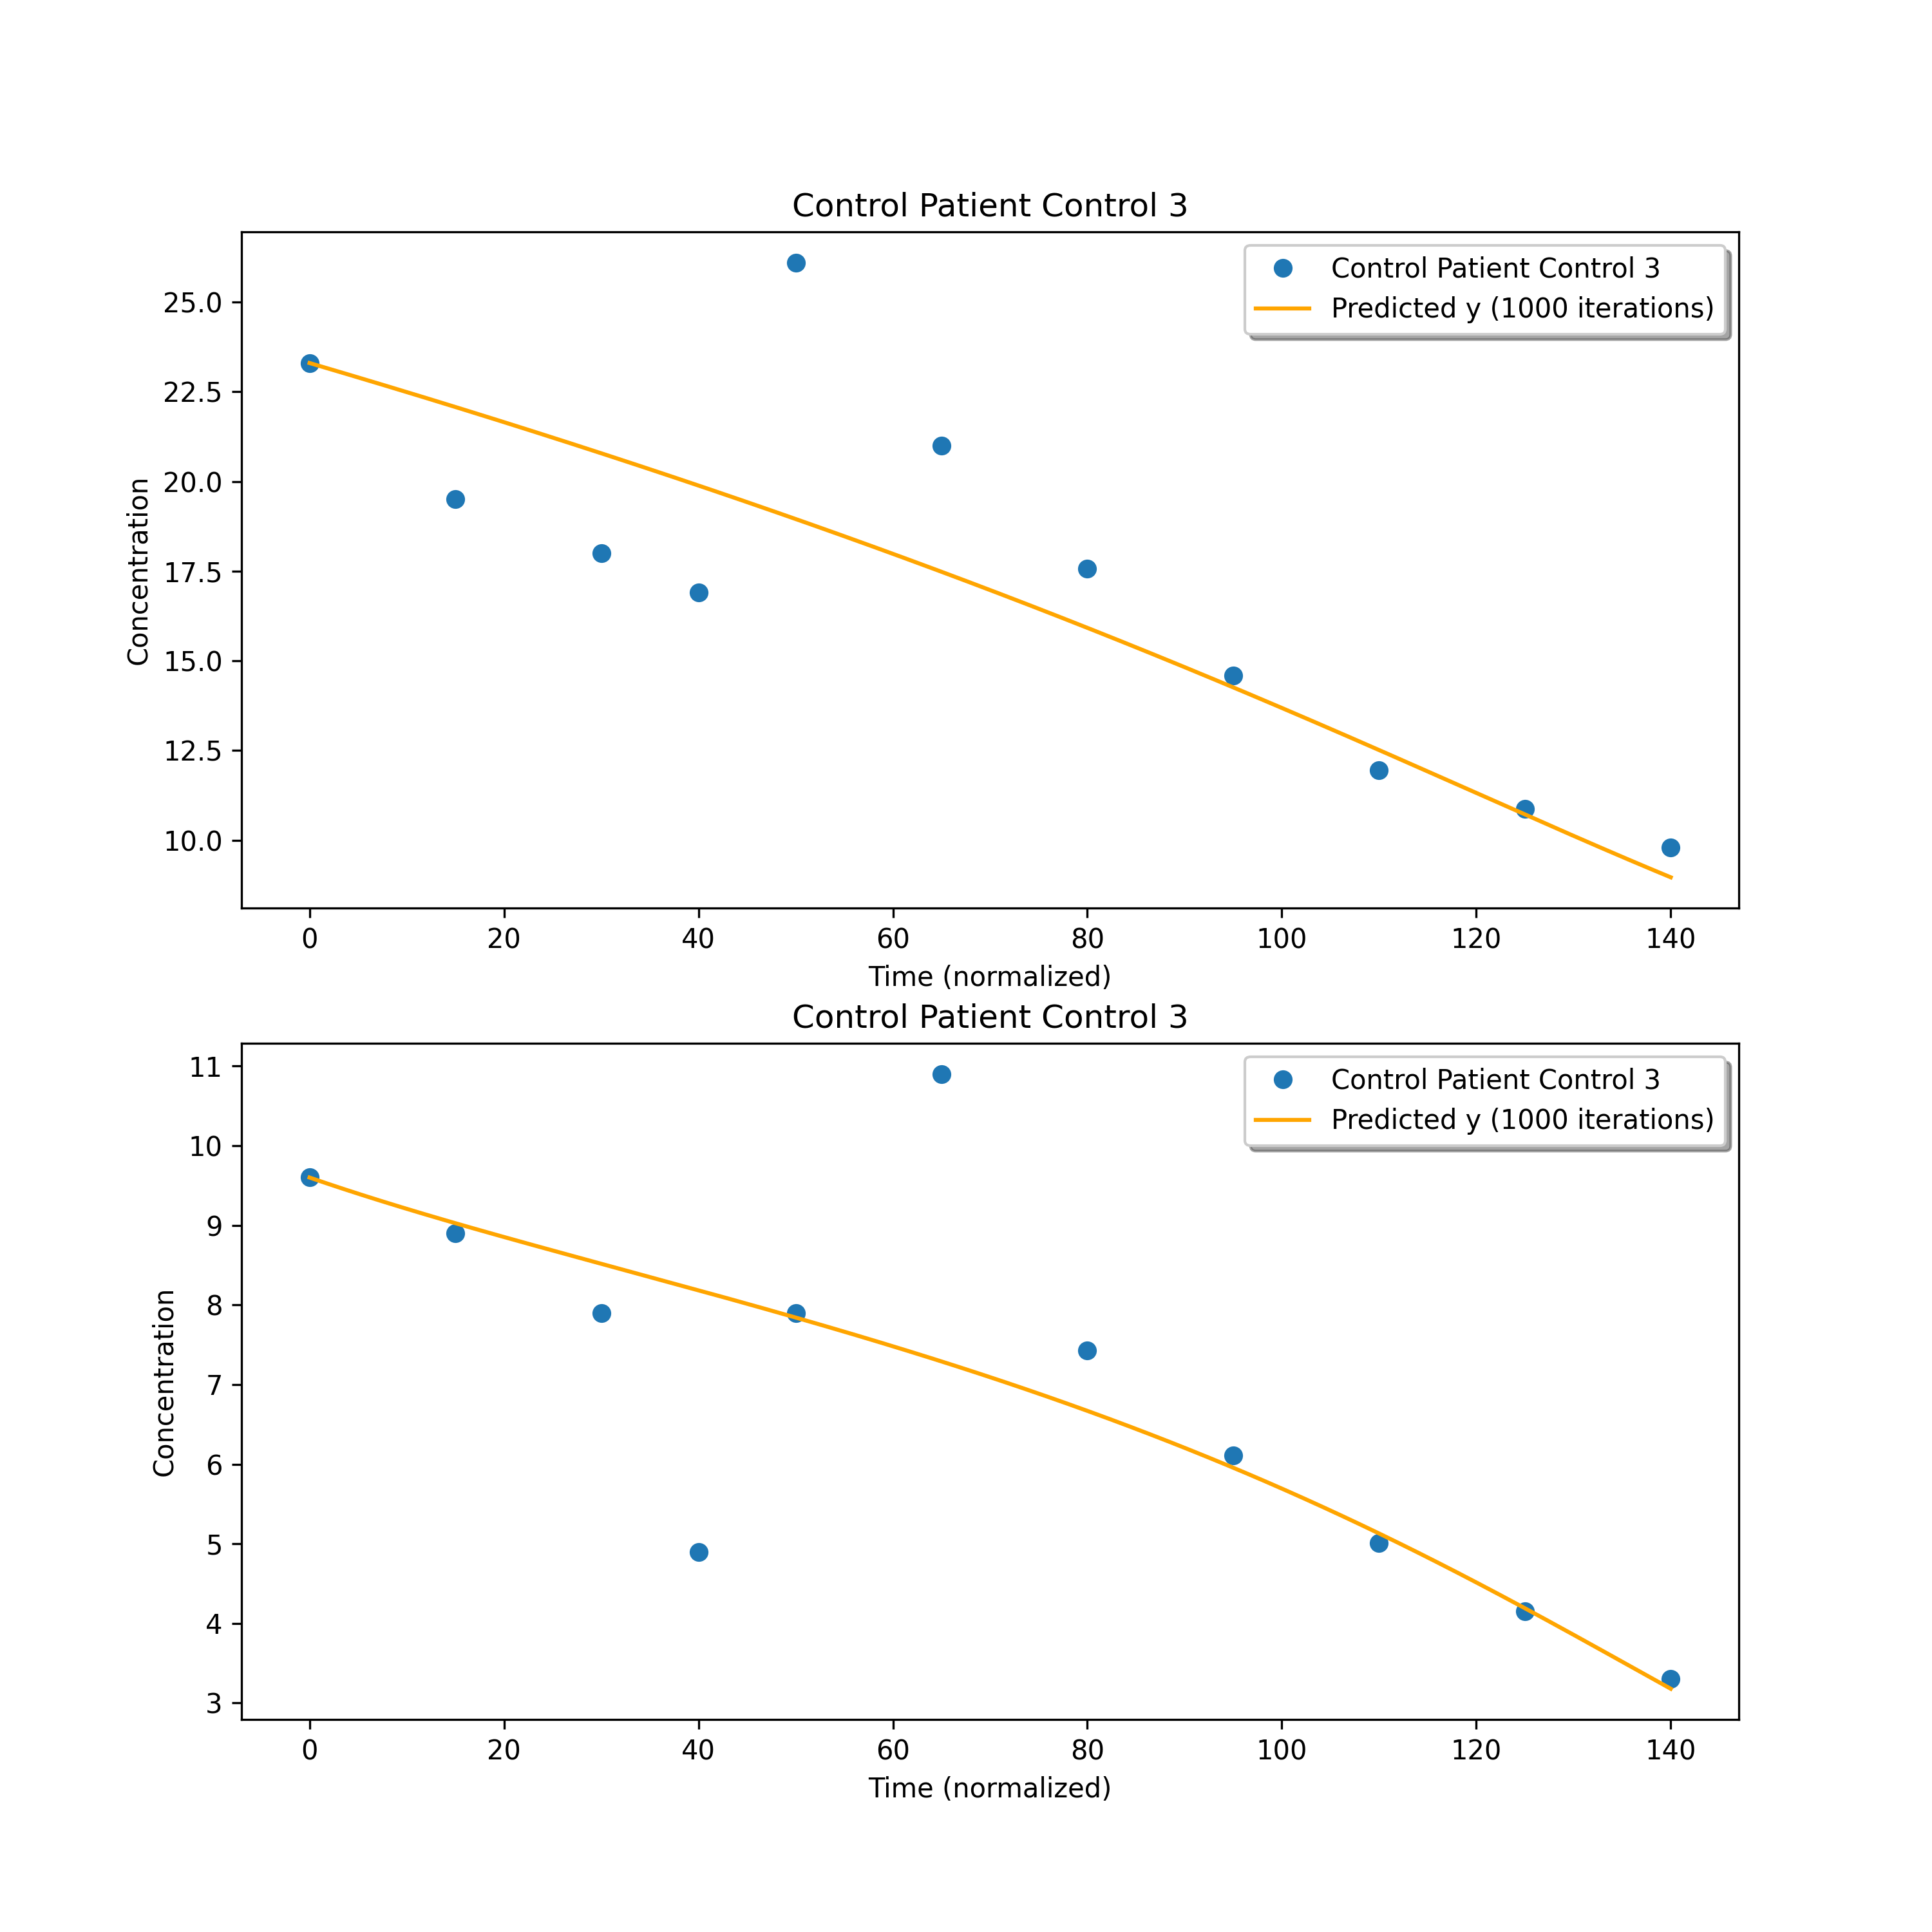 Control Patient Control 3
Control Patient Control 3
Predicted y (1000 iterations)
25.0
22.5
20.0
17.5
15.0
12.5
10.0
Concentration
0 20 40 60 80 100 120 140
Time (normalized)
Control Patient Control 3
Control Patient Control 3
Predicted y (1000 iterations)
11
10
9
8
7
6
5
4
3
Concentration
0 20 40 60 80 100 120 140
Time (normalized)